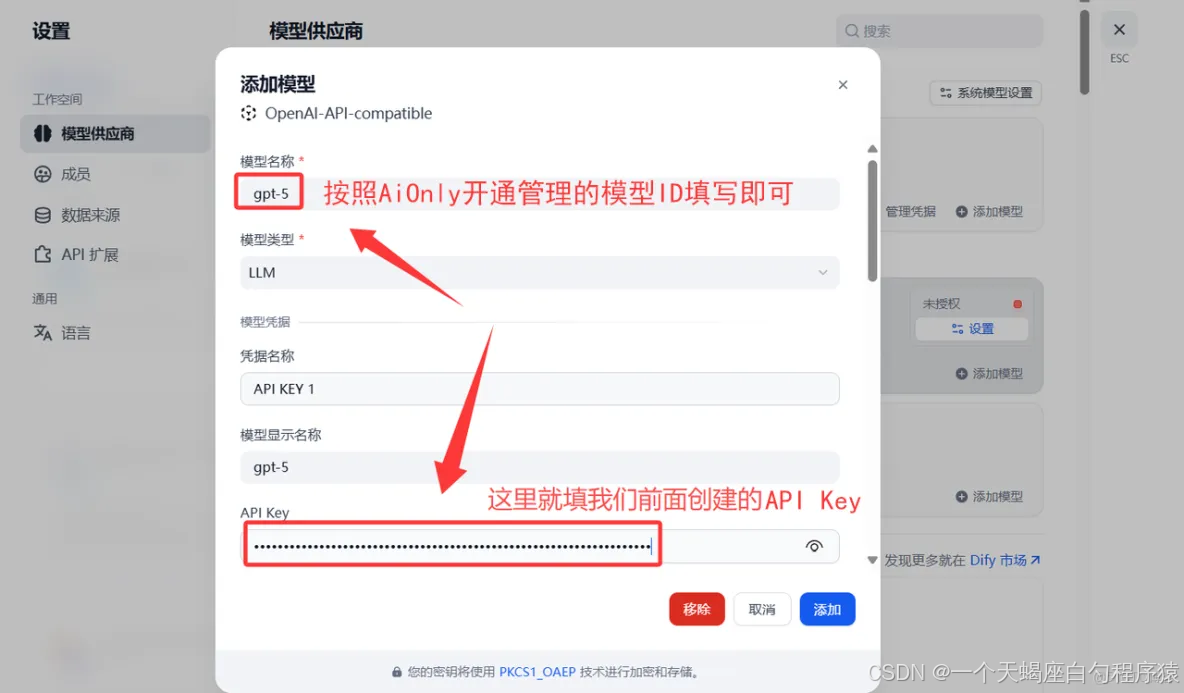 设置
模型供应商
搜索
ESC
工作空间
模型供应商
成员
数据来源
API 扩展
通用
语言
系统模型设置
添加模型
OpenAI-API-compatible
模型名称 *
gpt-5
按照AiOnly开通管理的模型ID填写即可
模型类型 *
LLM
模型凭据
凭据名称
API KEY 1
模型显示名称
gpt-5
这里就填我们前面创建的API Key
API Key
••••••••••••••••••••••••••••••••••••••••••••••••••••••••••••••••••
移除
取消
添加
您的密钥将使用 PKCS1_OAEP 技术进行加密和存储。
管理凭据
添加模型
未授权
设置
添加模型
添加模型
发现更多就在 Dify 市场
CSDN @一个天蝎座白勺程序猿